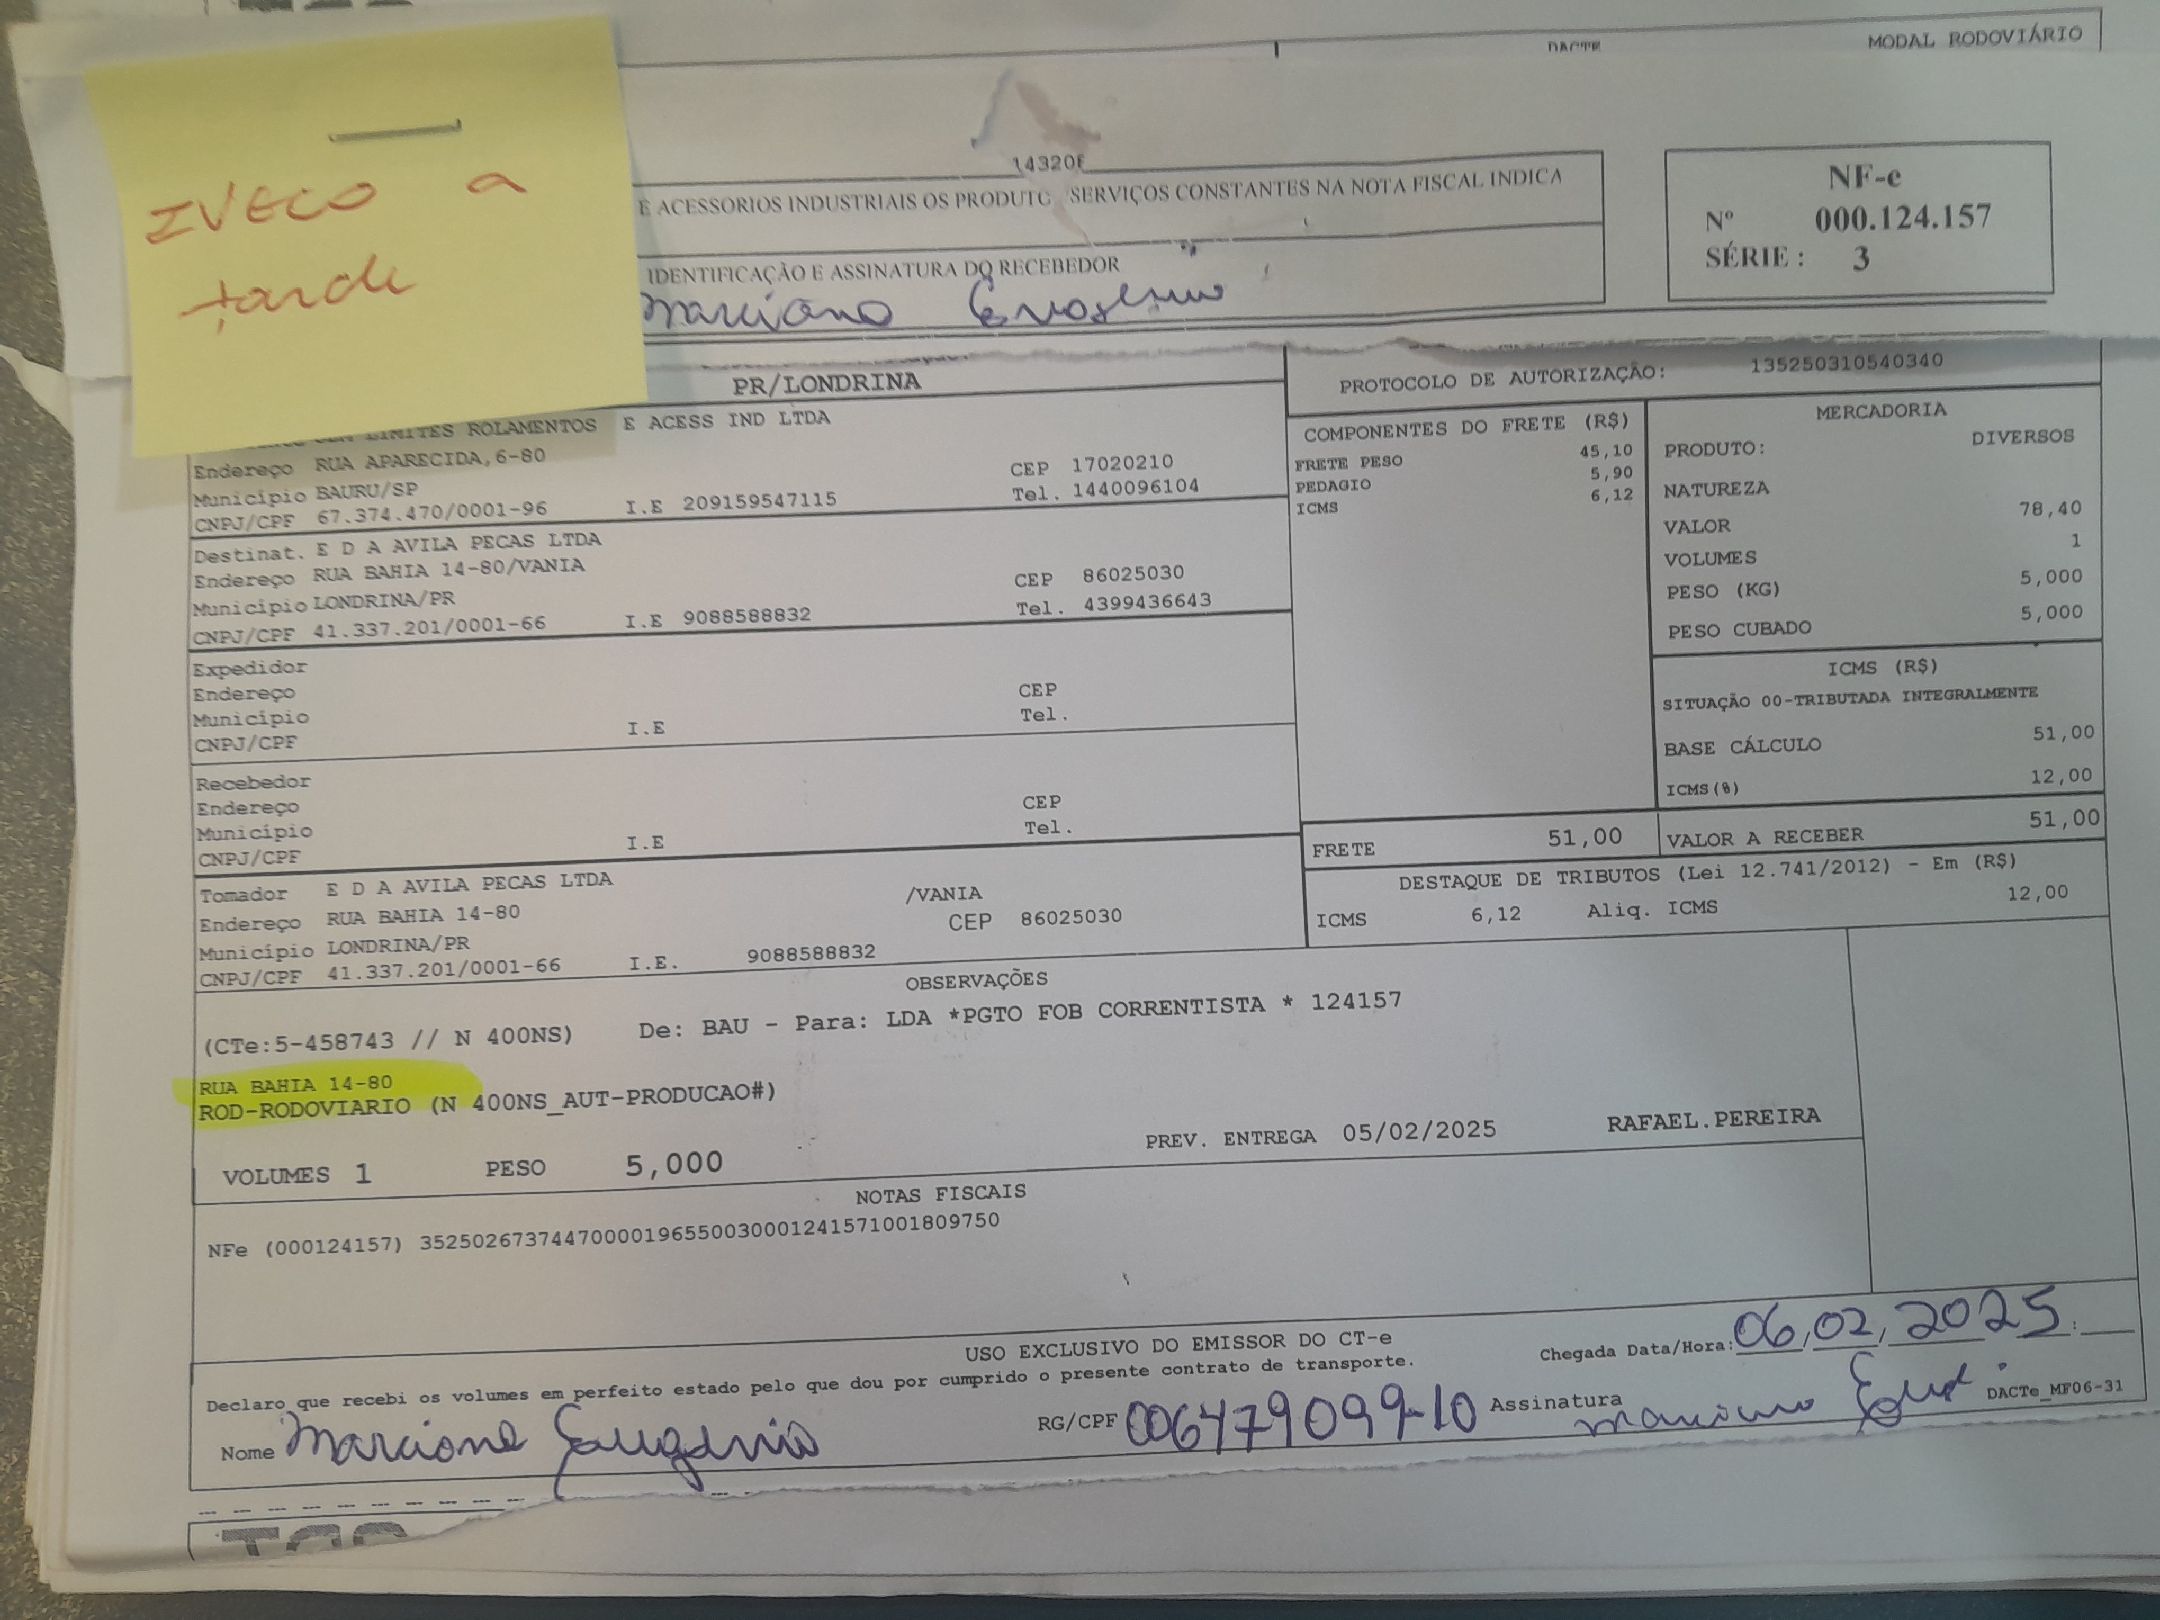 DACTE MODAL RODOVIÁRIO
IVECO a
tarde
E ACESSORIOS INDUSTRIAIS OS PRODUTO /SERVIÇOS CONSTANTES NA NOTA FISCAL INDICA
IDENTIFICAÇÃO E ASSINATURA DO RECEBEDOR
Marciano
NF-e
Nº 000.124.157
SÉRIE : 3
PR/LONDRINA
PROTOCOLO DE AUTORIZAÇÃO: 135250310540340
LIMITES ROLAMENTOS E ACESS IND LTDA
Endereço RUA APARECIDA, 6-80 CEP 17020210
Município BAURU/SP Tel. 1440096104
CNPJ/CPF 67.374.470/0001-96 I.E 209159547115
Destinat. E D A AVILA PECAS LTDA
Endereço RUA BAHIA 14-80/VANIA CEP 86025030
Município LONDRINA/PR Tel. 4399436643
CNPJ/CPF 41.337.201/0001-66 I.E 9088588832
Expedidor
Endereço CEP
Município Tel.
CNPJ/CPF I.E
Recebedor
Endereço CEP
Município Tel.
CNPJ/CPF I.E
Tomador E D A AVILA PECAS LTDA /VANIA
Endereço RUA BAHIA 14-80 CEP 86025030
Município LONDRINA/PR
CNPJ/CPF 41.337.201/0001-66 I.E. 9088588832
COMPONENTES DO FRETE (R$)
FRETE PESO 45,10
PEDAGIO 5,90
ICMS 6,12
MERCADORIA
PRODUTO: DIVERSOS
NATUREZA
VALOR 78,40
VOLUMES 1
PESO (KG) 5,000
PESO CUBADO 5,000
ICMS (R$)
SITUAÇÃO 00-TRIBUTADA INTEGRALMENTE
BASE CÁLCULO 51,00
ICMS(%) 12,00
FRETE 51,00 VALOR A RECEBER 51,00
DESTAQUE DE TRIBUTOS (Lei 12.741/2012) - Em (R$)
ICMS 6,12 Aliq. ICMS 12,00
OBSERVAÇÕES
(CTe:5-458743 // N 400NS) De: BAU - Para: LDA *PGTO FOB CORRENTISTA * 124157
RUA BAHIA 14-80
ROD-RODOVIARIO (N 400NS_AUT-PRODUCAO#)
PREV. ENTREGA 05/02/2025 RAFAEL.PEREIRA
VOLUMES 1 PESO 5,000
NOTAS FISCAIS
NFe (000124157) 35250267374470000196550030001241571001809750
USO EXCLUSIVO DO EMISSOR DO CT-e
Declaro que recebi os volumes em perfeito estado pelo que dou por cumprido o presente contrato de transporte.
Chegada Data/Hora: 06/02/2025 :
Nome Marciano Eugenio RG/CPF 006479099-10 Assinatura Marciano DACTe_MF06-31